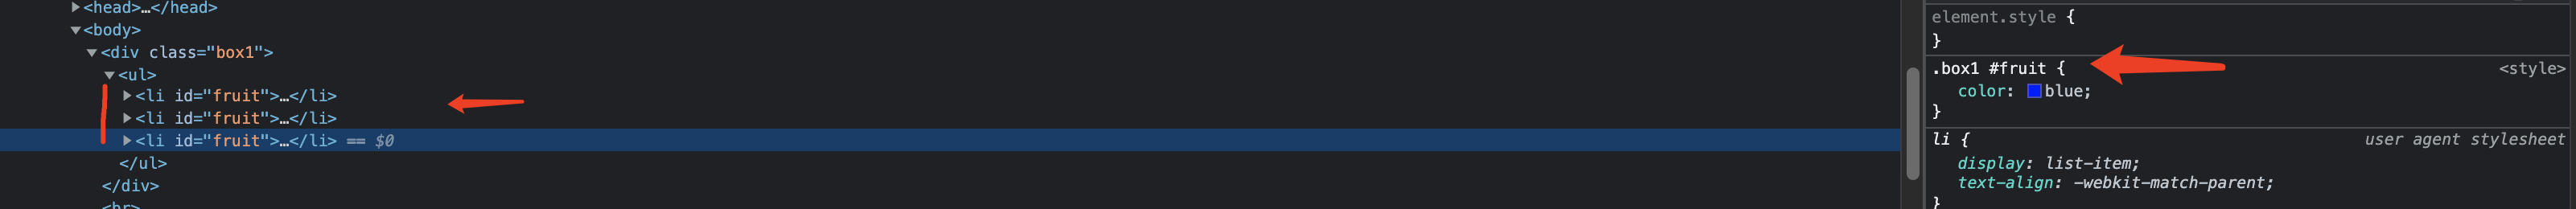 <head>…</head>
<body>
<div class="box1">
<ul>
<li id="fruit">…</li>
<li id="fruit">…</li>
<li id="fruit">…</li> == $0
</ul>
</div>
<br>
element.style {
}
.box1 #fruit { <style>
color: blue;
}
li { user agent stylesheet
display: list-item;
text-align: -webkit-match-parent;
}